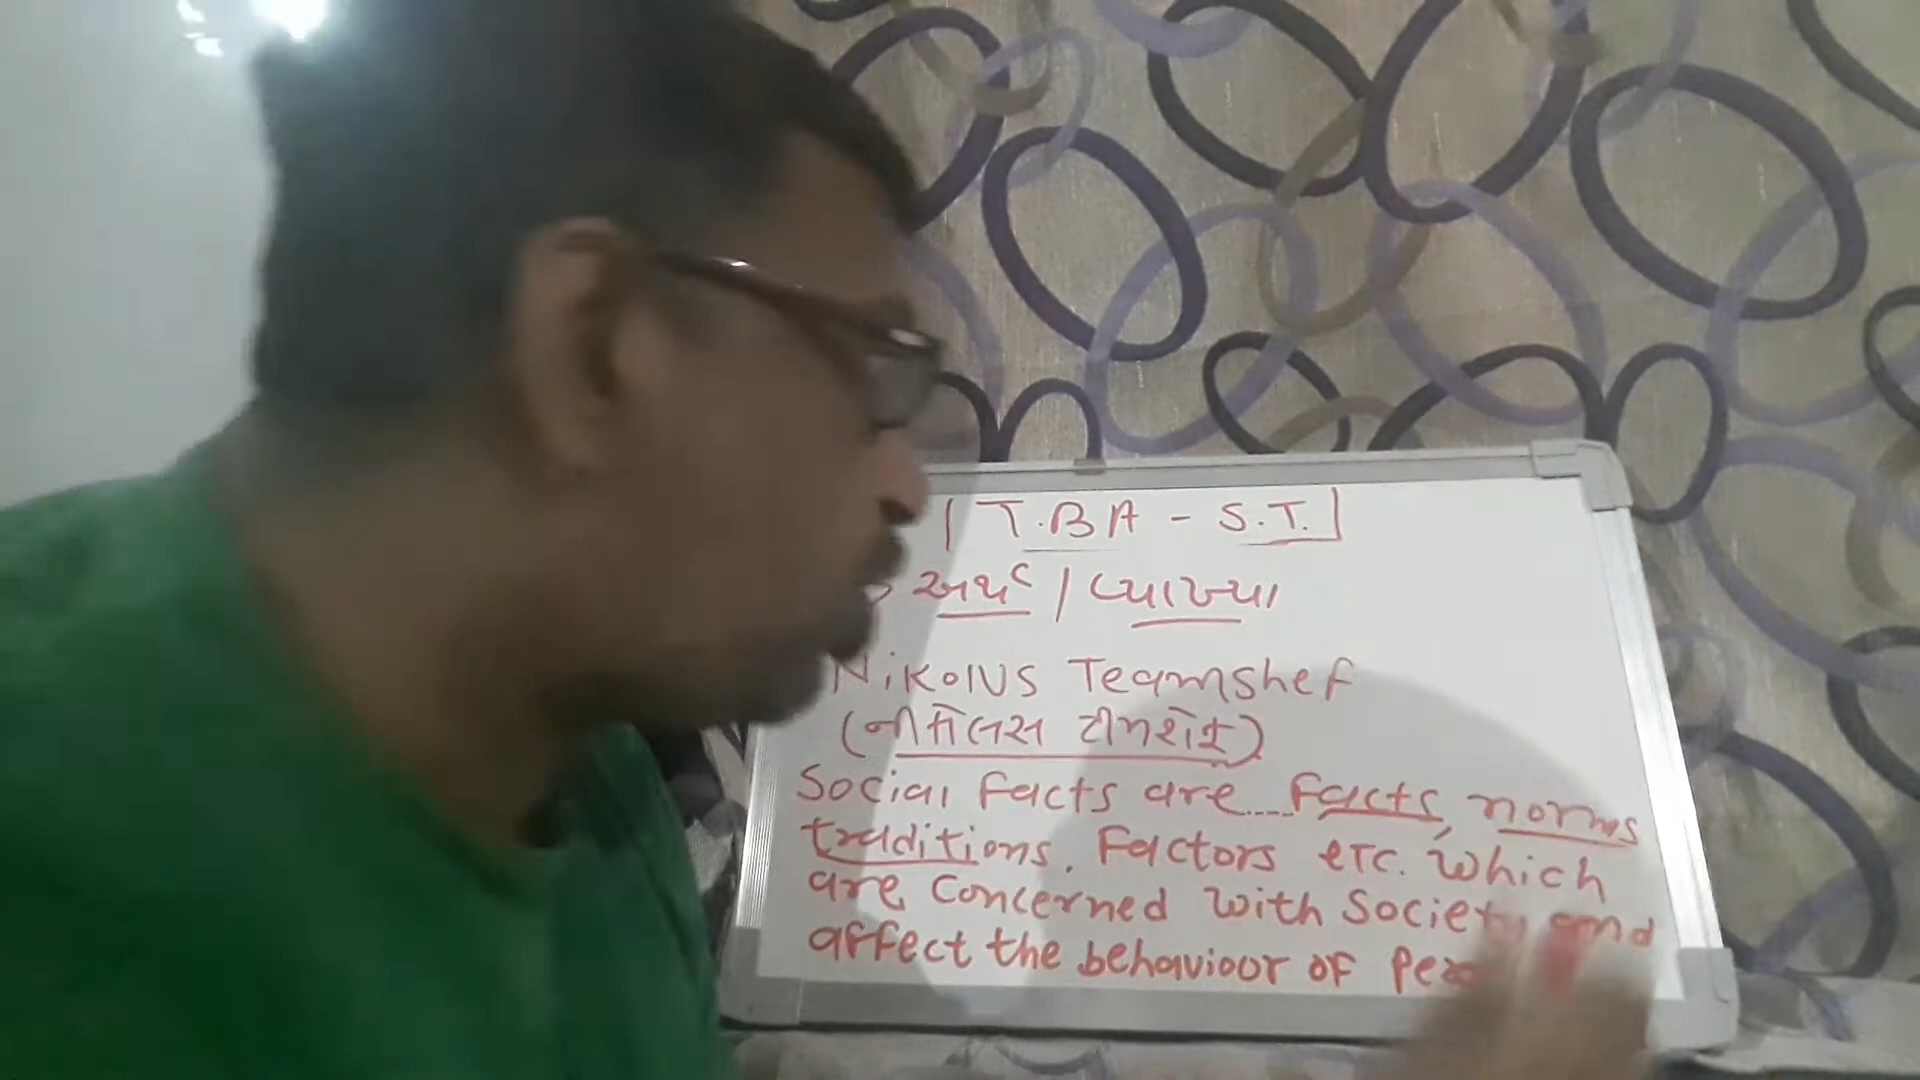 [ T.BA - S.T. ]
અર્થ / વ્યાખ્યા
Nikolus Teamshef
(નીકોલસ ટીમશેફ)
Social facts are.... facts, norms
traditions, Factors etc. which
are concerned with Society and
affect the behaviour of